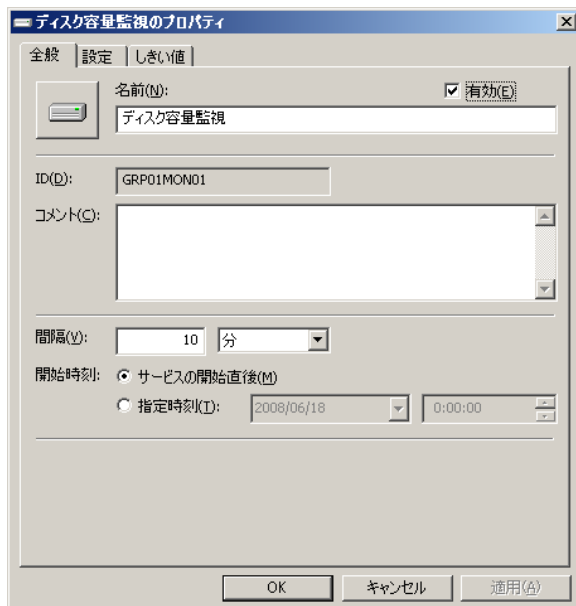 ディスク容量監視のプロパティ
全般 設定 しきい値
名前(N): 有効(E)
ディスク容量監視
ID(D): GRP01MON01
コメント(C):
間隔(V): 10 分
開始時刻: サービスの開始直後(M)
指定時刻(T): 2008/06/18 0:00:00
OK キャンセル 適用(A)